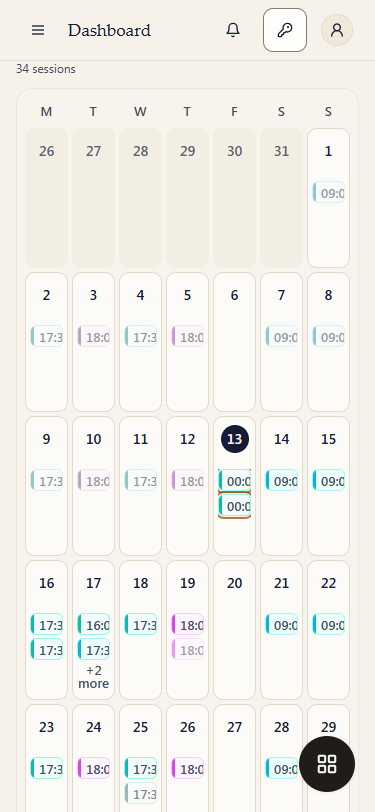 Dashboard
34 sessions
M T W T F S S
26 27 28 29 30 31 1
09:0
2 3 4 5 6 7 8
17:3 18:0 17:3 18:0 09:0 09:0
9 10 11 12 13 14 15
17:3 18:0 17:3 18:0 00:0 09:0 09:0
00:0
16 17 18 19 20 21 22
17:3 16:0 17:3 18:0 09:0 09:0
17:3 17:3 18:0
+2
more
23 24 25 26 27 28 29
17:3 18:0 17:3 18:0 09:0
17:3